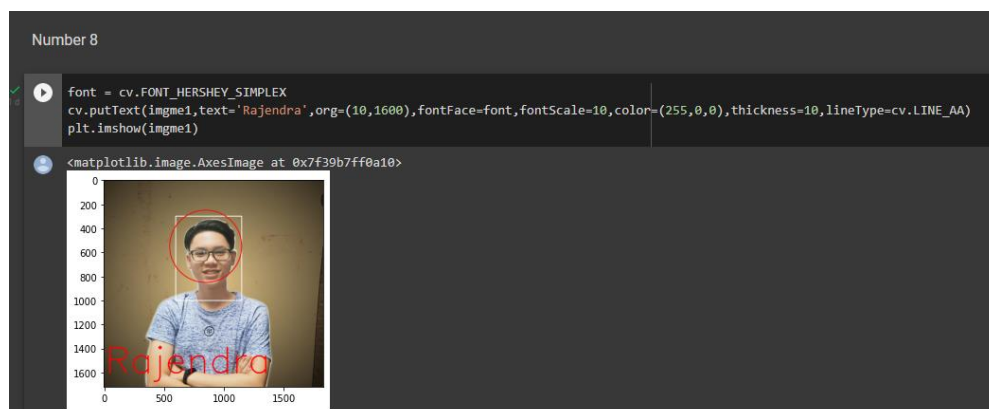 Number 8
font = cv.FONT_HERSHEY_SIMPLEX
cv.putText(imgme1,text='Rajendra',org=(10,1600),fontFace=font,fontScale=10,color=(255,0,0),thickness=10,lineType=cv.LINE_AA)
plt.imshow(imgme1)
<matplotlib.image.AxesImage at 0x7f39b7ff0a10>
0
200
400
600
800
1000
1200
1400
Rajendra
1600
0 500 1000 1500